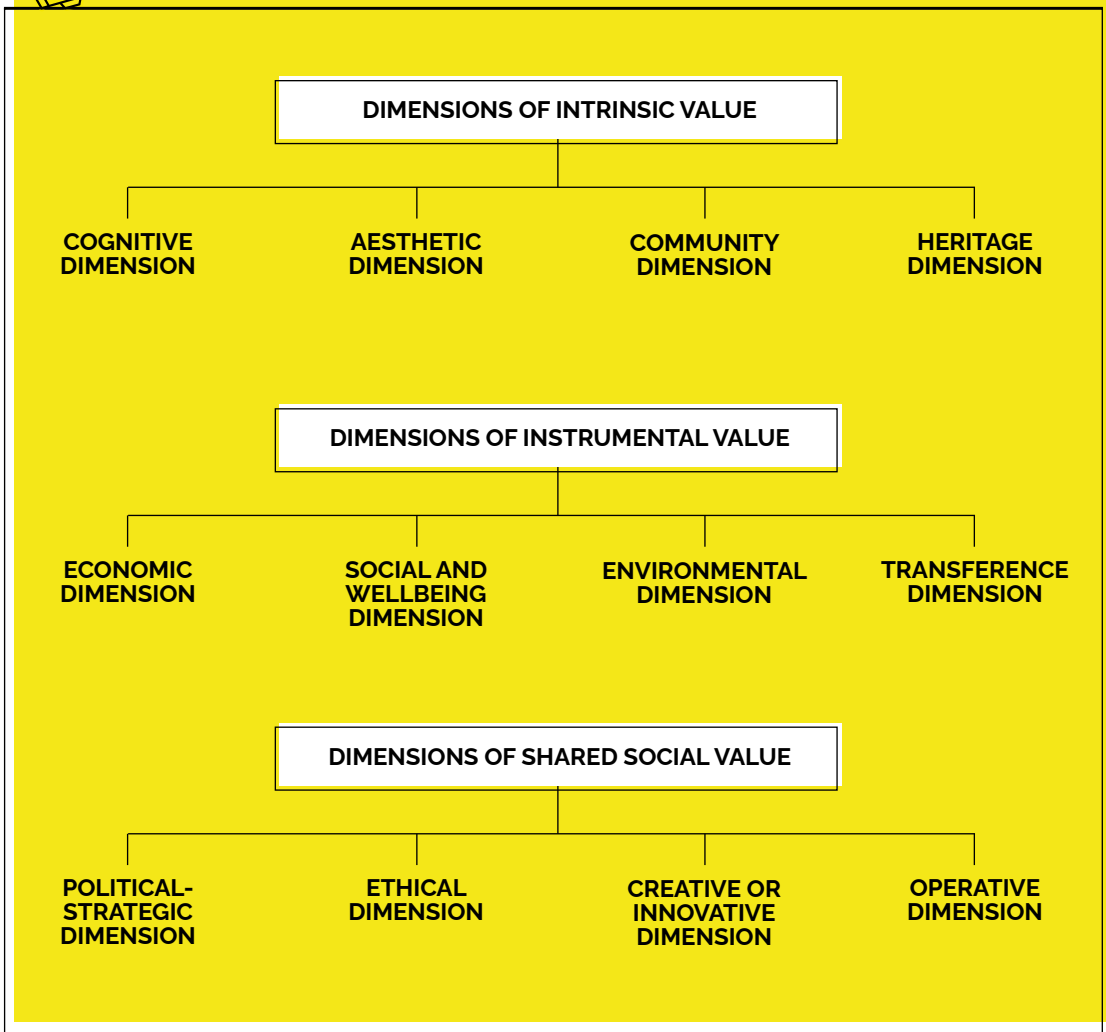 DIMENSIONS OF INTRINSIC VALUE
COGNITIVE
DIMENSION
AESTHETIC
DIMENSION
COMMUNITY
DIMENSION
HERITAGE
DIMENSION
DIMENSIONS OF INSTRUMENTAL VALUE
ECONOMIC
DIMENSION
SOCIAL AND
WELLBEING
DIMENSION
ENVIRONMENTAL
DIMENSION
TRANSFERENCE
DIMENSION
DIMENSIONS OF SHARED SOCIAL VALUE
POLITICAL-
STRATEGIC
DIMENSION
ETHICAL
DIMENSION
CREATIVE OR
INNOVATIVE
DIMENSION
OPERATIVE
DIMENSION